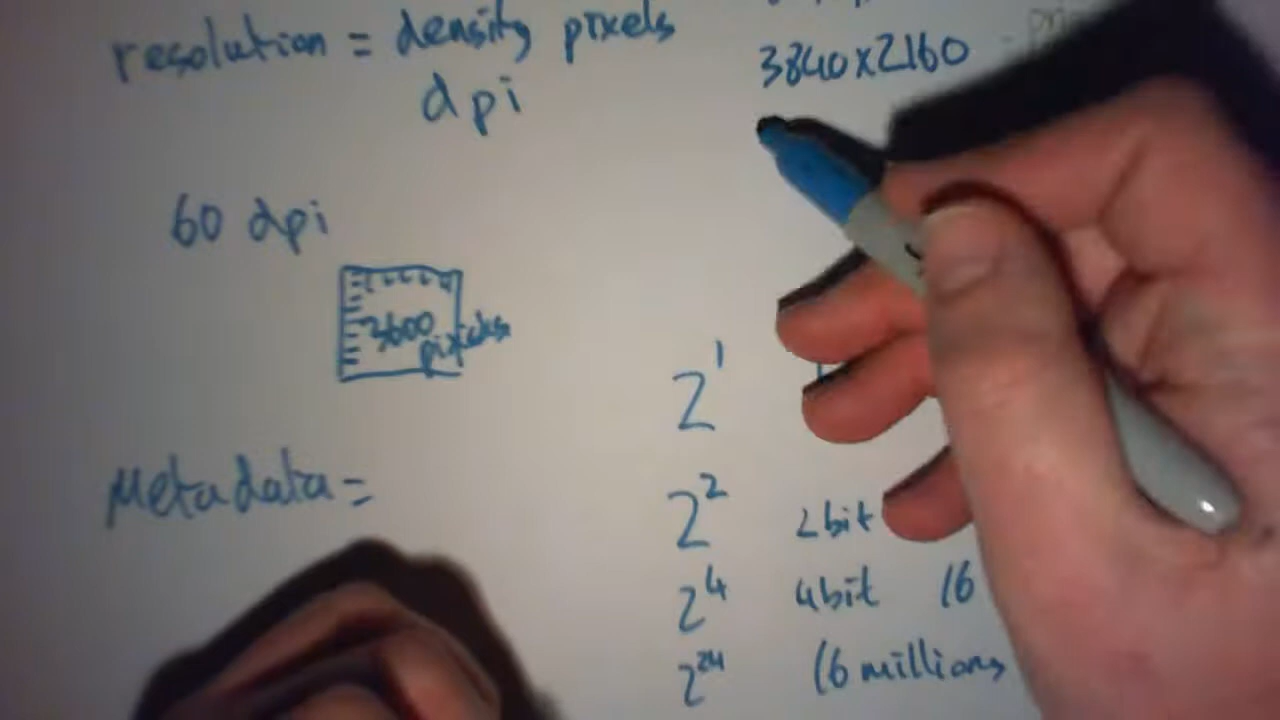 resolution = density pixels
dpi
3840x2160
60 dpi
3600
pixels
Metadata =
2¹
2² 2bit
2⁴ 4bit 16
2²⁴ 16 millions